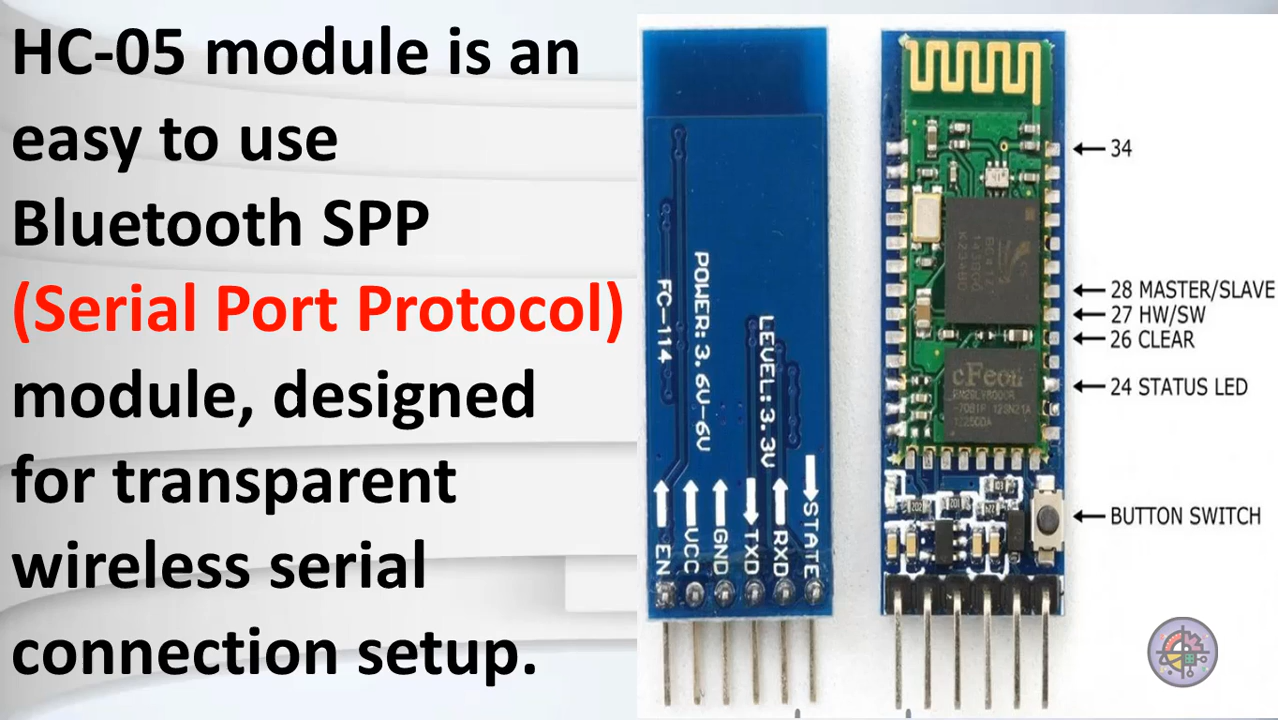 HC-05 module is an
easy to use
Bluetooth SPP
(Serial Port Protocol)
module, designed
for transparent
wireless serial
connection setup.
FC-114
POWER:3.6V-6V
LEVEL:3.3V
EN
VCC
GND
TXD
RXD
STATE
34
28 MASTER/SLAVE
27 HW/SW
26 CLEAR
24 STATUS LED
BUTTON SWITCH
cFeon